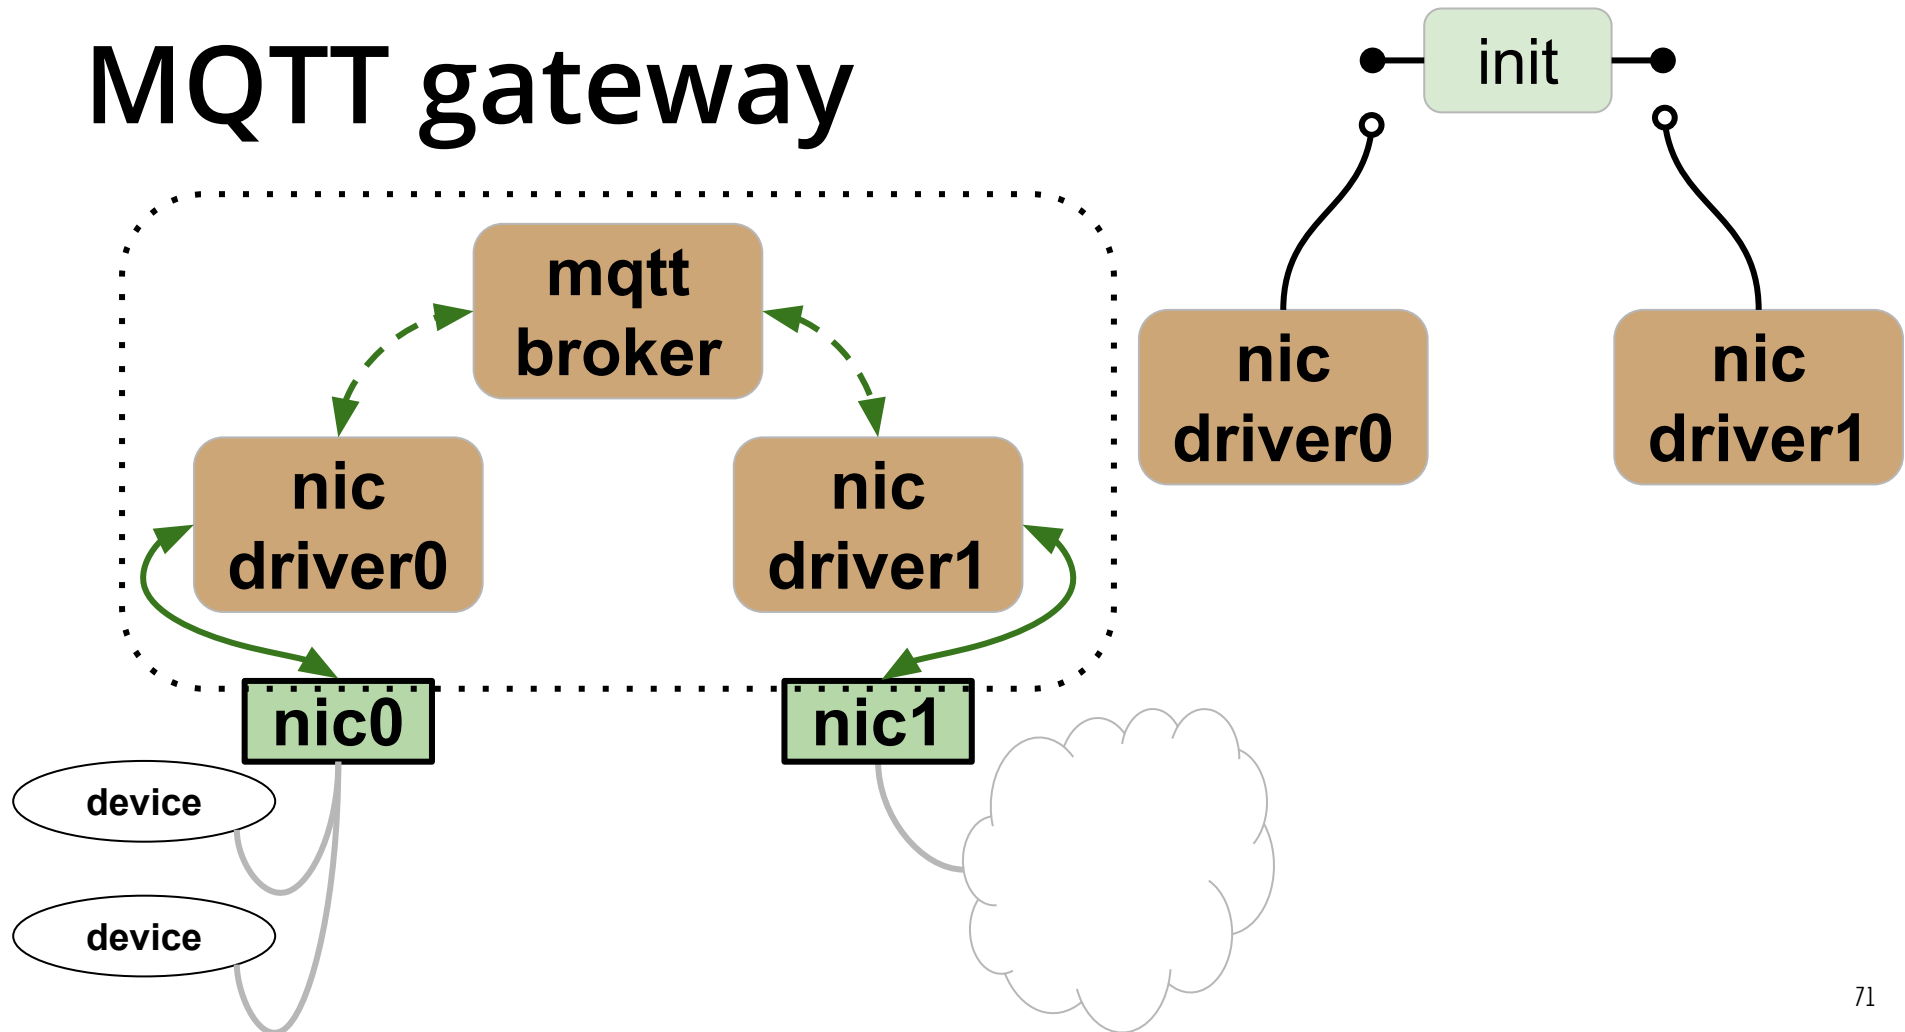 MQTT gateway
init
mqtt
broker
nic
driver0
nic
driver1
nic
driver0
nic
driver1
nic0
nic1
device
device
71